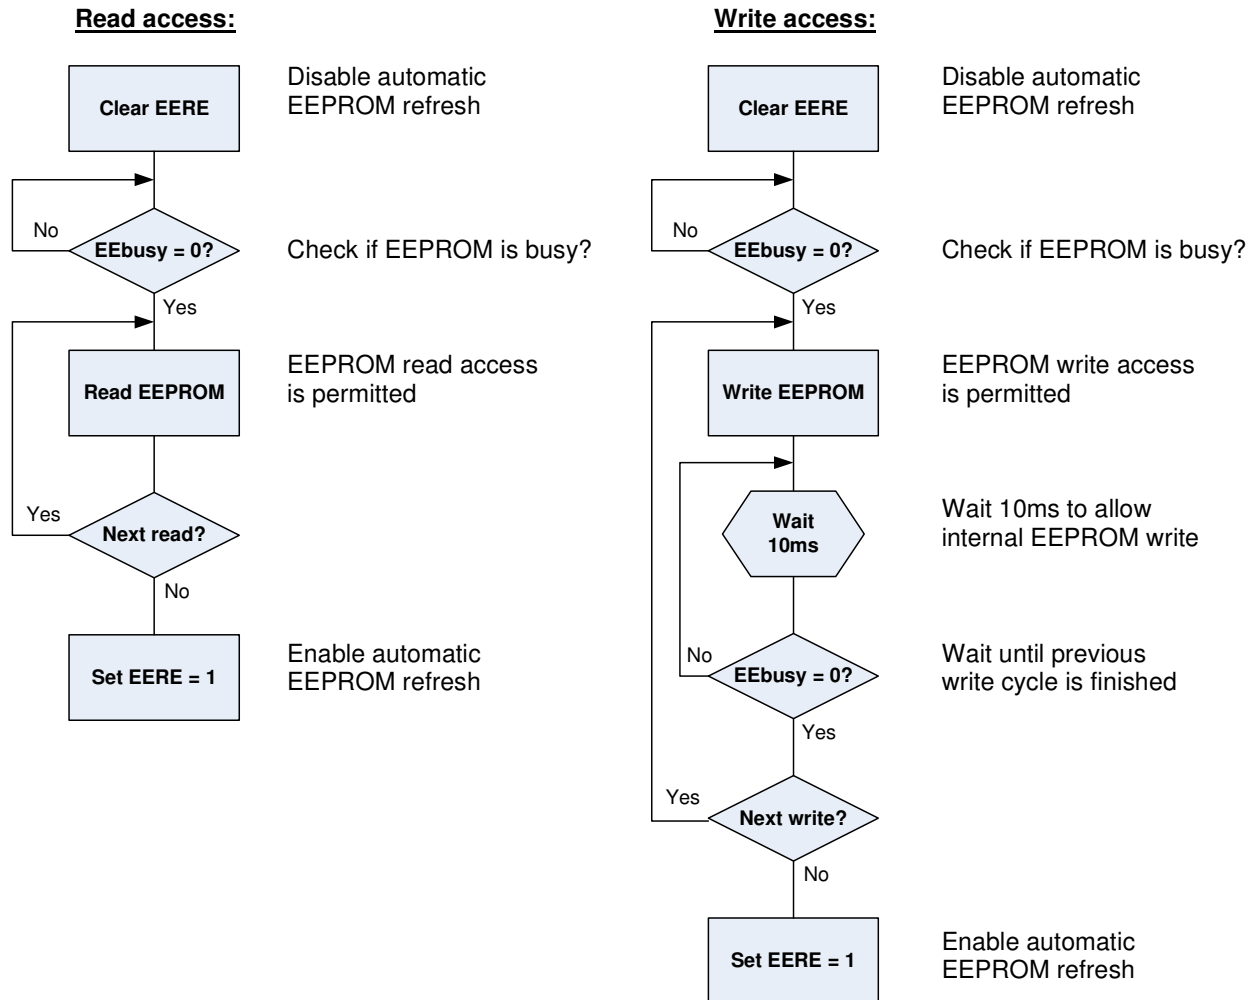 Read access:
Clear EERE
Disable automatic
EEPROM refresh
No
EEbusy = 0?
Check if EEPROM is busy?
Yes
Read EEPROM
EEPROM read access
is permitted
Yes
Next read?
No
Set EERE = 1
Enable automatic
EEPROM refresh
Write access:
Clear EERE
Disable automatic
EEPROM refresh
No
EEbusy = 0?
Check if EEPROM is busy?
Yes
Write EEPROM
EEPROM write access
is permitted
Wait
10ms
Wait 10ms to allow
internal EEPROM write
No
EEbusy = 0?
Wait until previous
write cycle is finished
Yes
Yes
Next write?
No
Set EERE = 1
Enable automatic
EEPROM refresh